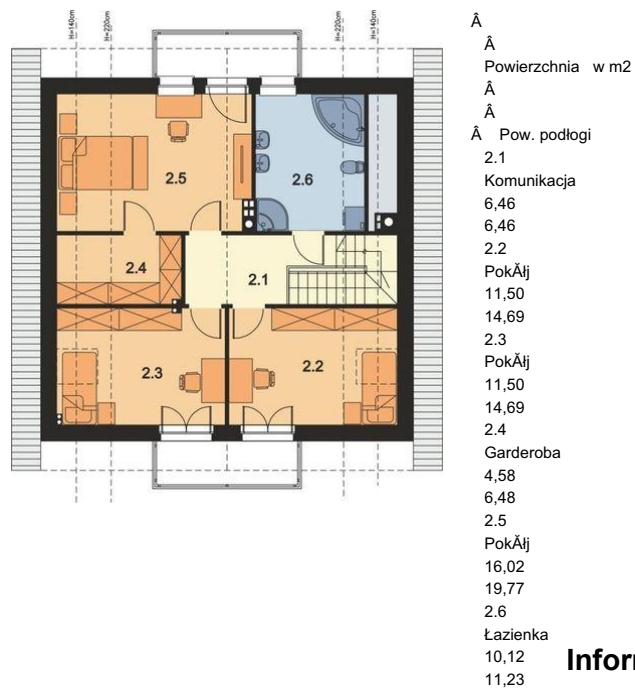 H=140cm
H=220cm
H=220cm
H=140cm
2.5
2.6
2.4
2.1
2.3
2.2
Â
Â
Powierzchnia w m2
Â
Â
Â Pow. podłogi
2.1
Komunikacja
6,46
6,46
2.2
PokĂłj
11,50
14,69
2.3
PokĂłj
11,50
14,69
2.4
Garderoba
4,58
6,48
2.5
PokĂłj
16,02
19,77
2.6
Łazienka
10,12
11,23
Infor